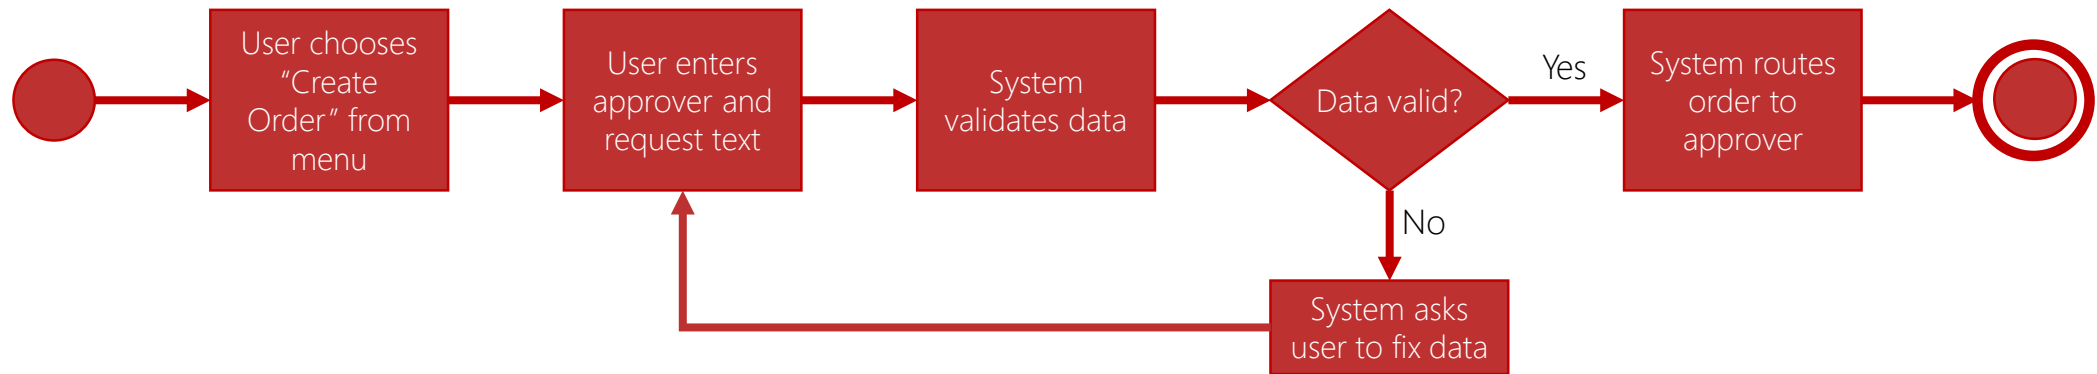 User chooses
“Create
Order” from
menu
User enters
approver and
request text
System
validates data
Data valid?
Yes
System routes
order to
approver
No
System asks
user to fix data